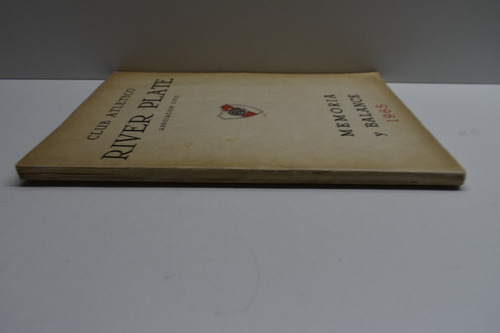 CLUB ATLETICO
RIVER PLATE
ASOCIACION CIVIL
MEMORIA
Y BALANCE
1965